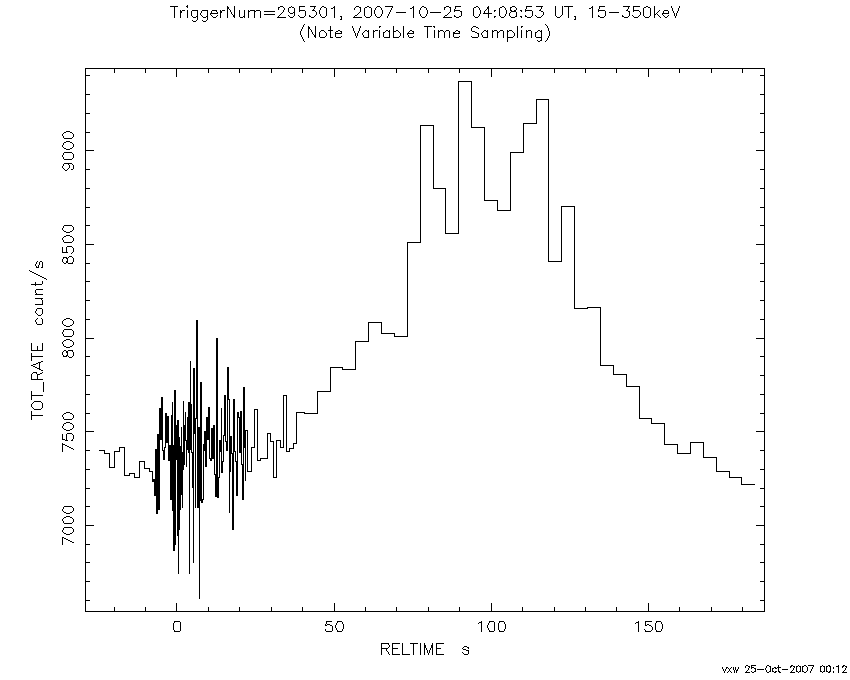 TriggerNum=295301, 2007-10-25 04:08:53 UT, 15-350keV
(Note Variable Time Sampling)
9000
8500
8000
7500
7000
TOT_RATE count/s
0 50 100 150
RELTIME s
vxw 25-Oct-2007 00:12